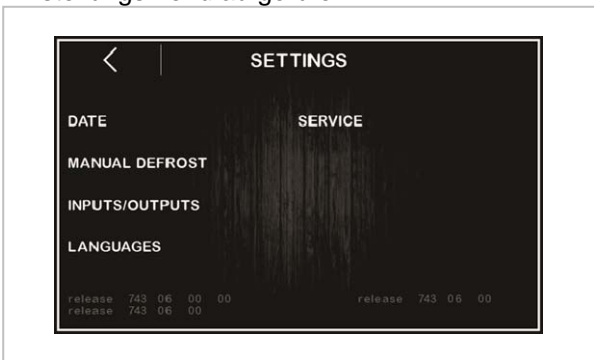 SETTINGS
DATE
SERVICE
MANUAL DEFROST
INPUTS/OUTPUTS
LANGUAGES
release 743 06 00 00
release 743 06 00
release 743 06 00